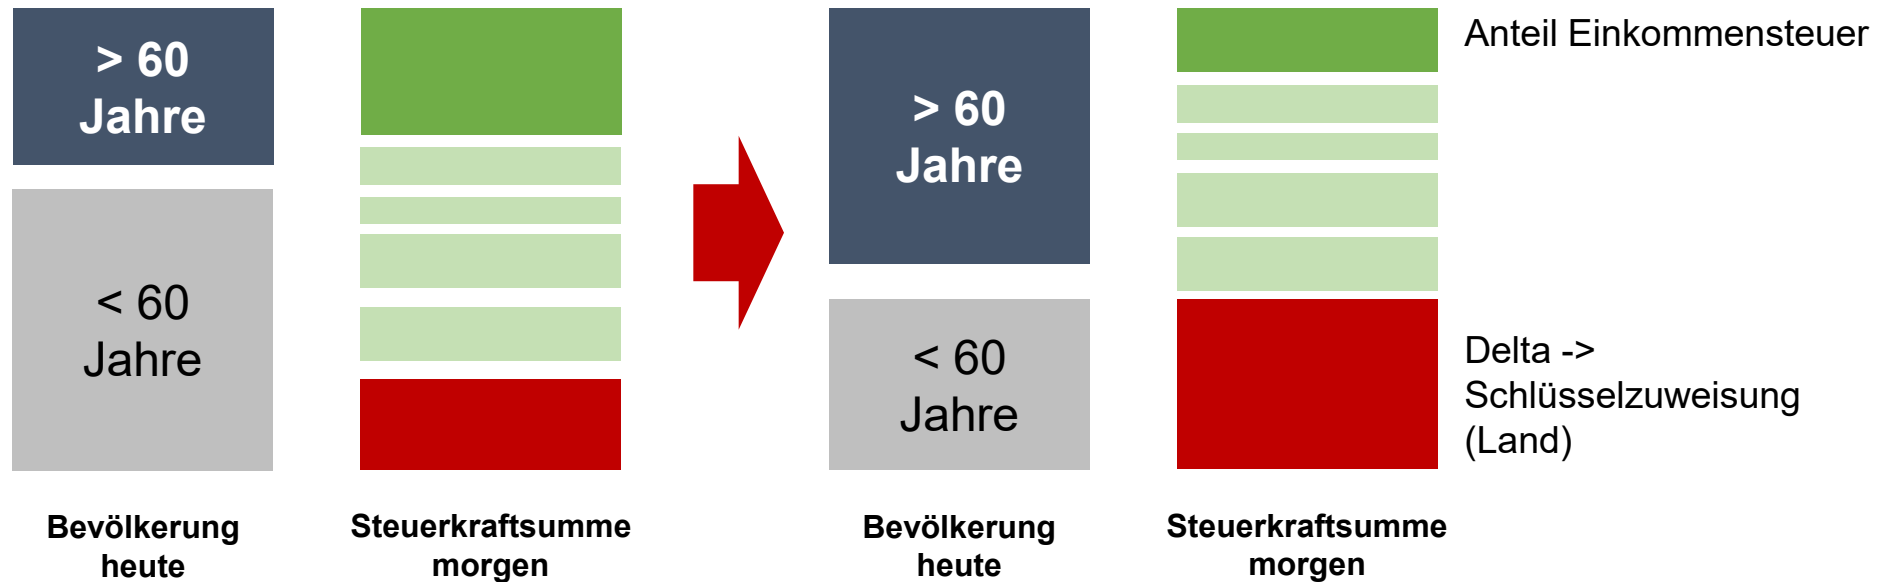 > 60
Jahre
< 60
Jahre
Bevölkerung
heute
Steuerkraftsumme
morgen
> 60
Jahre
< 60
Jahre
Bevölkerung
heute
Steuerkraftsumme
morgen
Anteil Einkommensteuer
Delta ->
Schlüsselzuweisung
(Land)